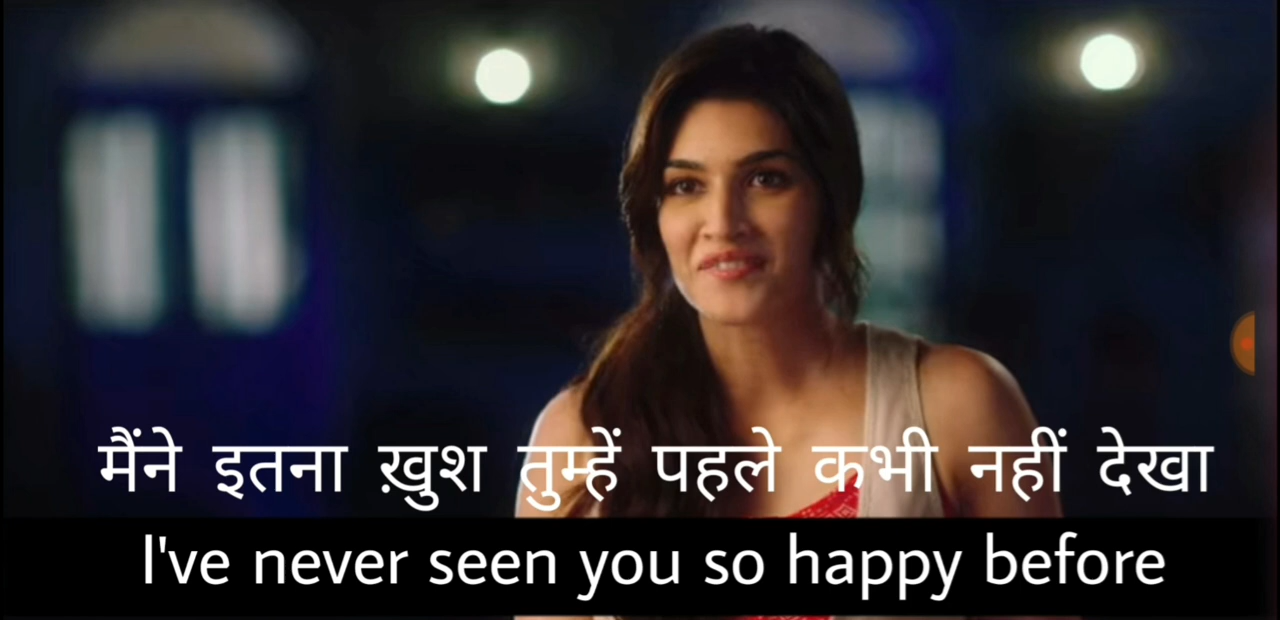 मैंने इतना ख़ुश तुम्हें पहले कभी नहीं देखा
I've never seen you so happy before